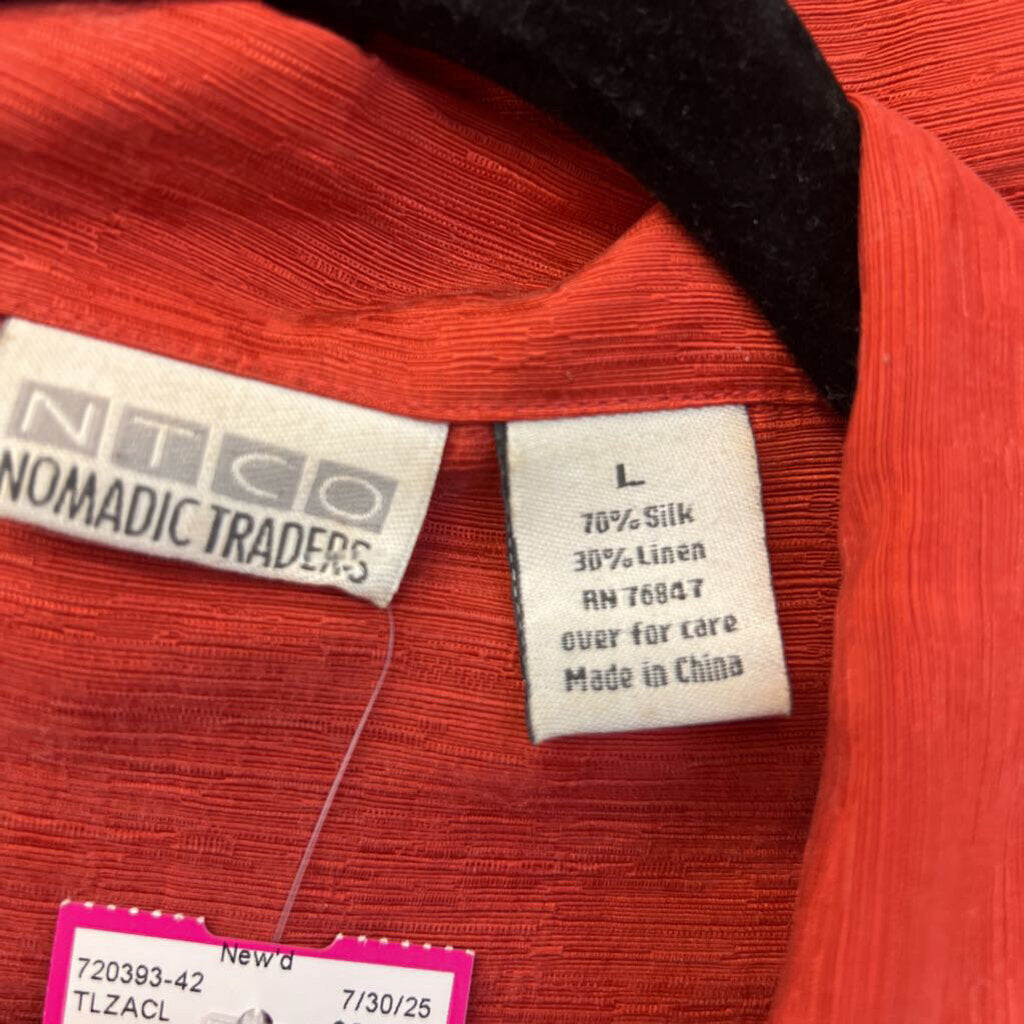 NTCO
NOMADIC TRADERS
L
70% Silk
30% Linen
RN 76847
over for care
Made in China
New'd
720393-42
7/30/25
TLZACL